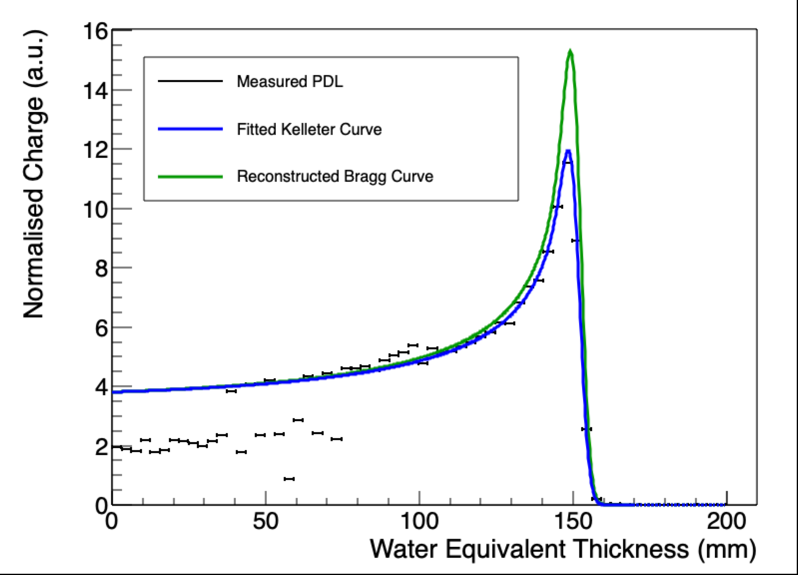 Normalised Charge (a.u.)
16
14
12
10
8
6
4
2
0
Measured PDL
Fitted Kelleter Curve
Reconstructed Bragg Curve
0 50 100 150 200
Water Equivalent Thickness (mm)